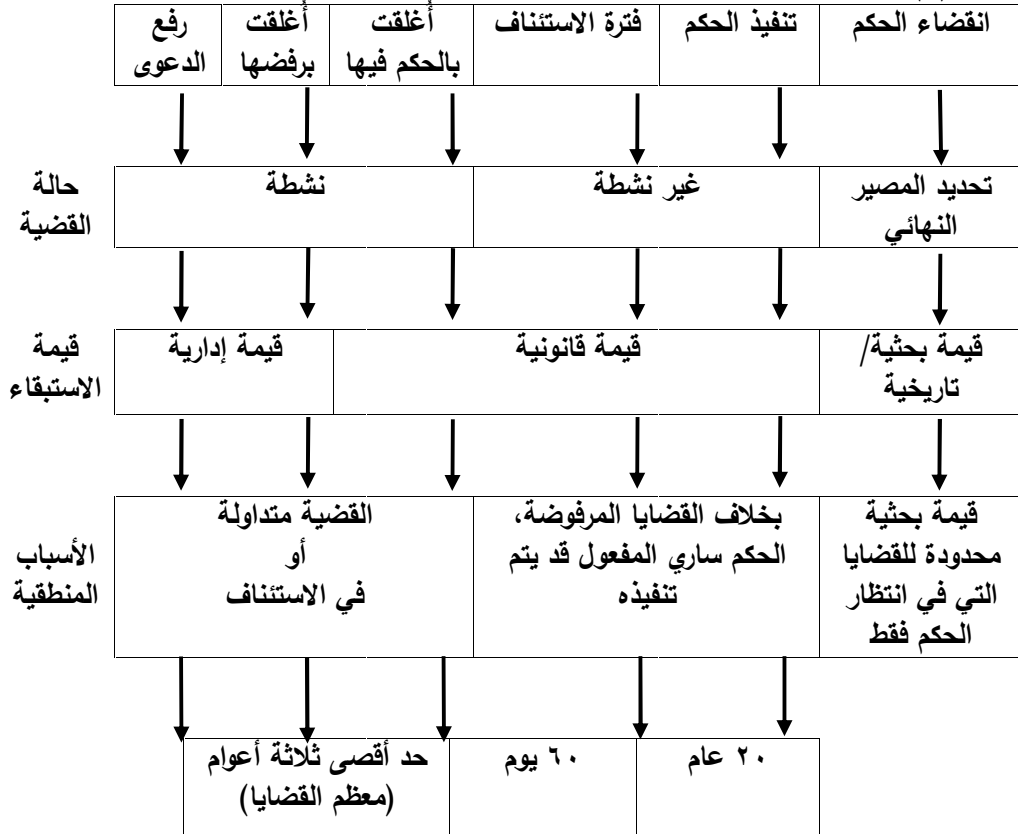 انقضاء الحكم
تنفيذ الحكم
فترة الاستئناف
أُغلقت
بالحكم فيها
أُغلقت
برفضها
رفع
الدعوى
تحديد المصير
النهائي
غير نشطة
نشطة
حالة
القضية
قيمة بحثية/
تاريخية
قيمة قانونية
قيمة إدارية
قيمة
الاستبقاء
قيمة بحثية
محدودة للقضايا
التي في انتظار
الحكم فقط
بخلاف القضايا المرفوضة،
الحكم ساري المفعول قد يتم
تنفيذه
القضية متداولة
أو
في الاستئناف
الأسباب
المنطقية
٢٠ عام
٦٠ يوم
حد أقصى ثلاثة أعوام
(معظم القضايا)